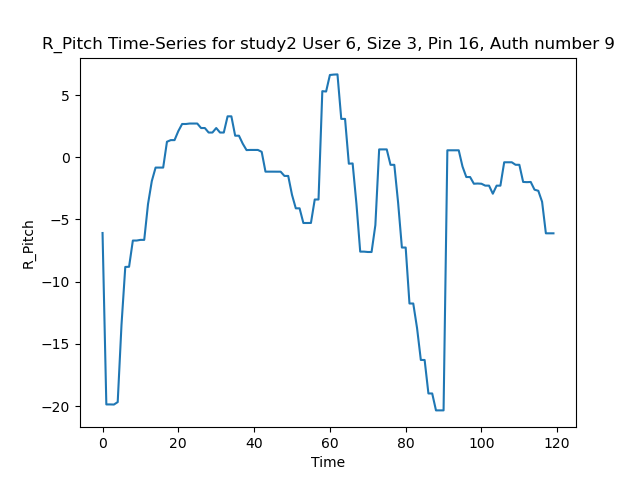 R_Pitch Time-Series for study2 User 6, Size 3, Pin 16, Auth number 9
R_Pitch
5
0
−5
−10
−15
−20
0 20 40 60 80 100 120
Time